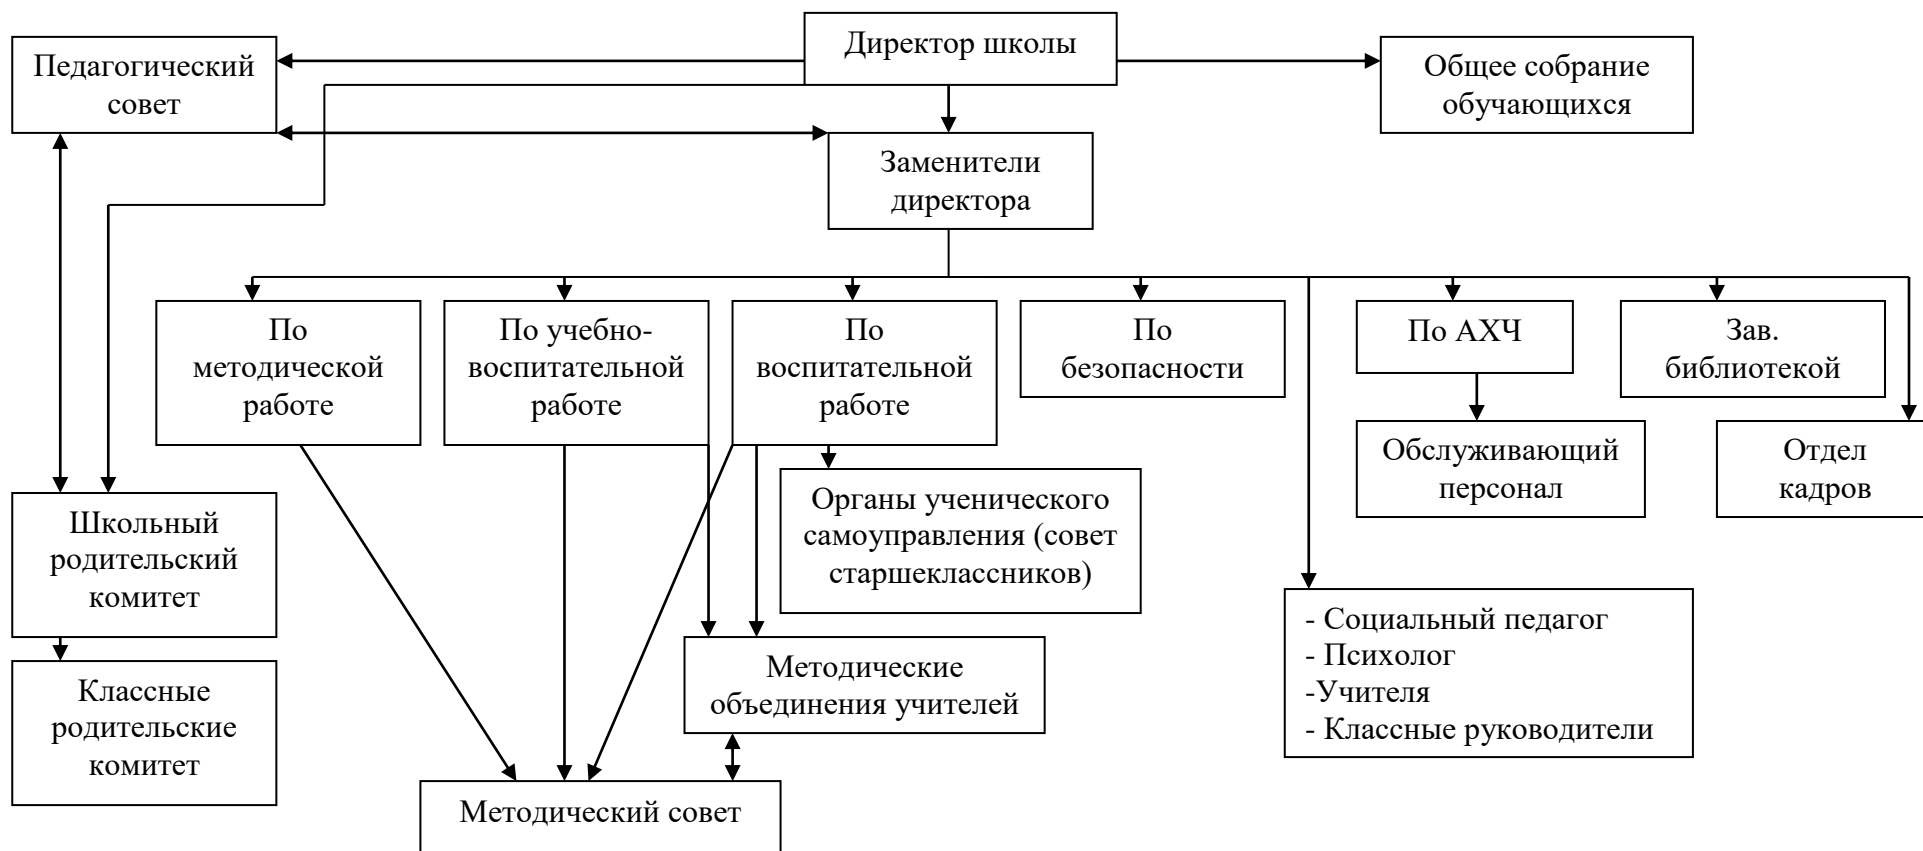 Директор школы
Педагогический
совет
Общее собрание
обучающихся
Заменители
директора
По
методической
работе
По учебно-
воспитательной
работе
По
воспитательной
работе
По
безопасности
По АХЧ
Зав.
библиотекой
Обслуживающий
персонал
Отдел
кадров
Органы ученического
самоуправления (совет
старшеклассников)
Школьный
родительский
комитет
- Социальный педагог
- Психолог
-Учителя
- Классные руководители
Методические
объединения учителей
Классные
родительские
комитет
Методический совет